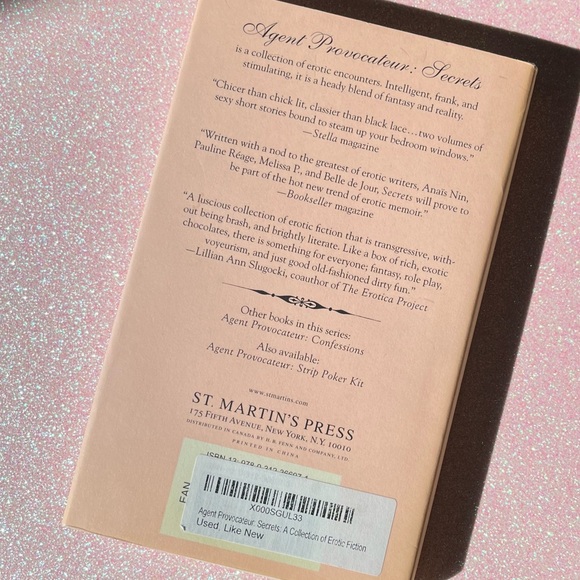 Agent Provocateur: Secrets
is a collection of erotic encounters. Intelligent, frank, and
stimulating, it is a heady blend of fantasy and reality.
“Chicer than chick lit, classier than black lace…two volumes of
sexy short stories bound to steam up your bedroom windows.”
—Stella magazine
“Written with a nod to the greatest of erotic writers, Anaïs Nin,
Pauline Réage, Melissa P., and Belle de Jour, Secrets will prove to
be part of the hot new trend of erotic memoir.”
—Bookseller magazine
“A luscious collection of erotic fiction that is transgressive, with-
out being brash, and brightly literate. Like a box of rich, exotic
chocolates, there is something for everyone; fantasy, role play,
voyeurism, and just good old-fashioned dirty fun.”
—Lillian Ann Slugocki, coauthor of The Erotica Project
Other books in this series:
Agent Provocateur: Confessions
Also available:
Agent Provocateur: Strip Poker Kit
www.stmartins.com
ST. MARTIN'S PRESS
175 FIFTH AVENUE, NEW YORK, N.Y. 10010
DISTRIBUTED IN CANADA BY H. B. FENN AND COMPANY, LTD.
PRINTED IN CHINA
ISBN 13: 978-0-312-
EAN
X000SGUL33
Agent Provocateur: Secrets: A Collection of Erotic Fiction
Used, Like New